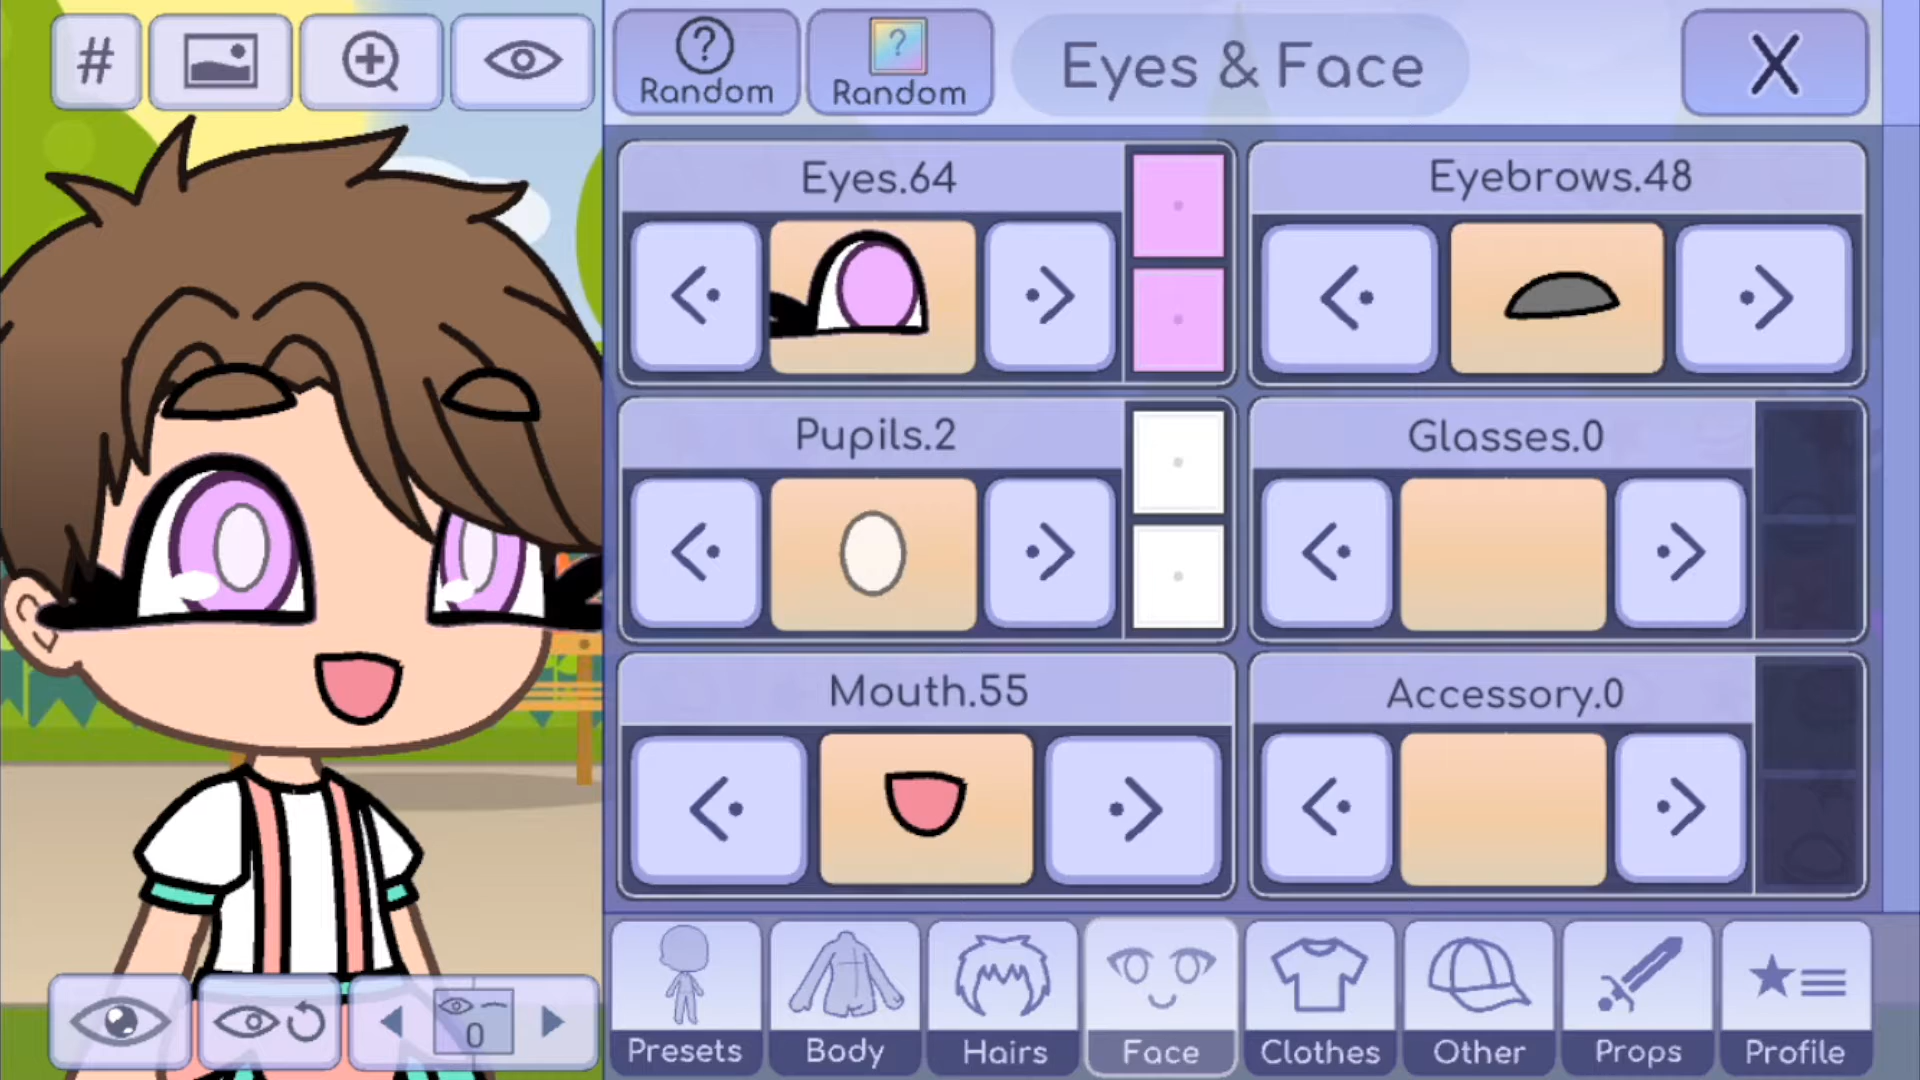 #
? Random
? Random
Eyes & Face
X
Eyes.64
Eyebrows.48
Pupils.2
Glasses.0
Mouth.55
Accessory.0
0
Presets
Body
Hairs
Face
Clothes
Other
Props
Profile